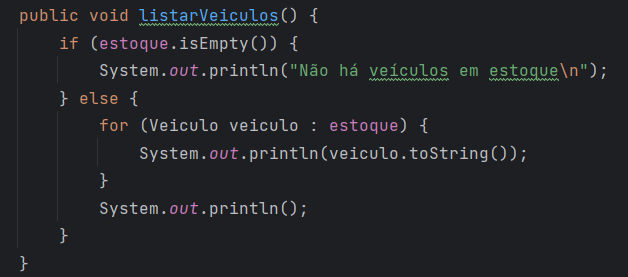 public void listarVeiculos() {
    if (estoque.isEmpty()) {
        System.out.println("Não há veículos em estoque\n");
    } else {
        for (Veiculo veiculo : estoque) {
            System.out.println(veiculo.toString());
        }
        System.out.println();
    }
}